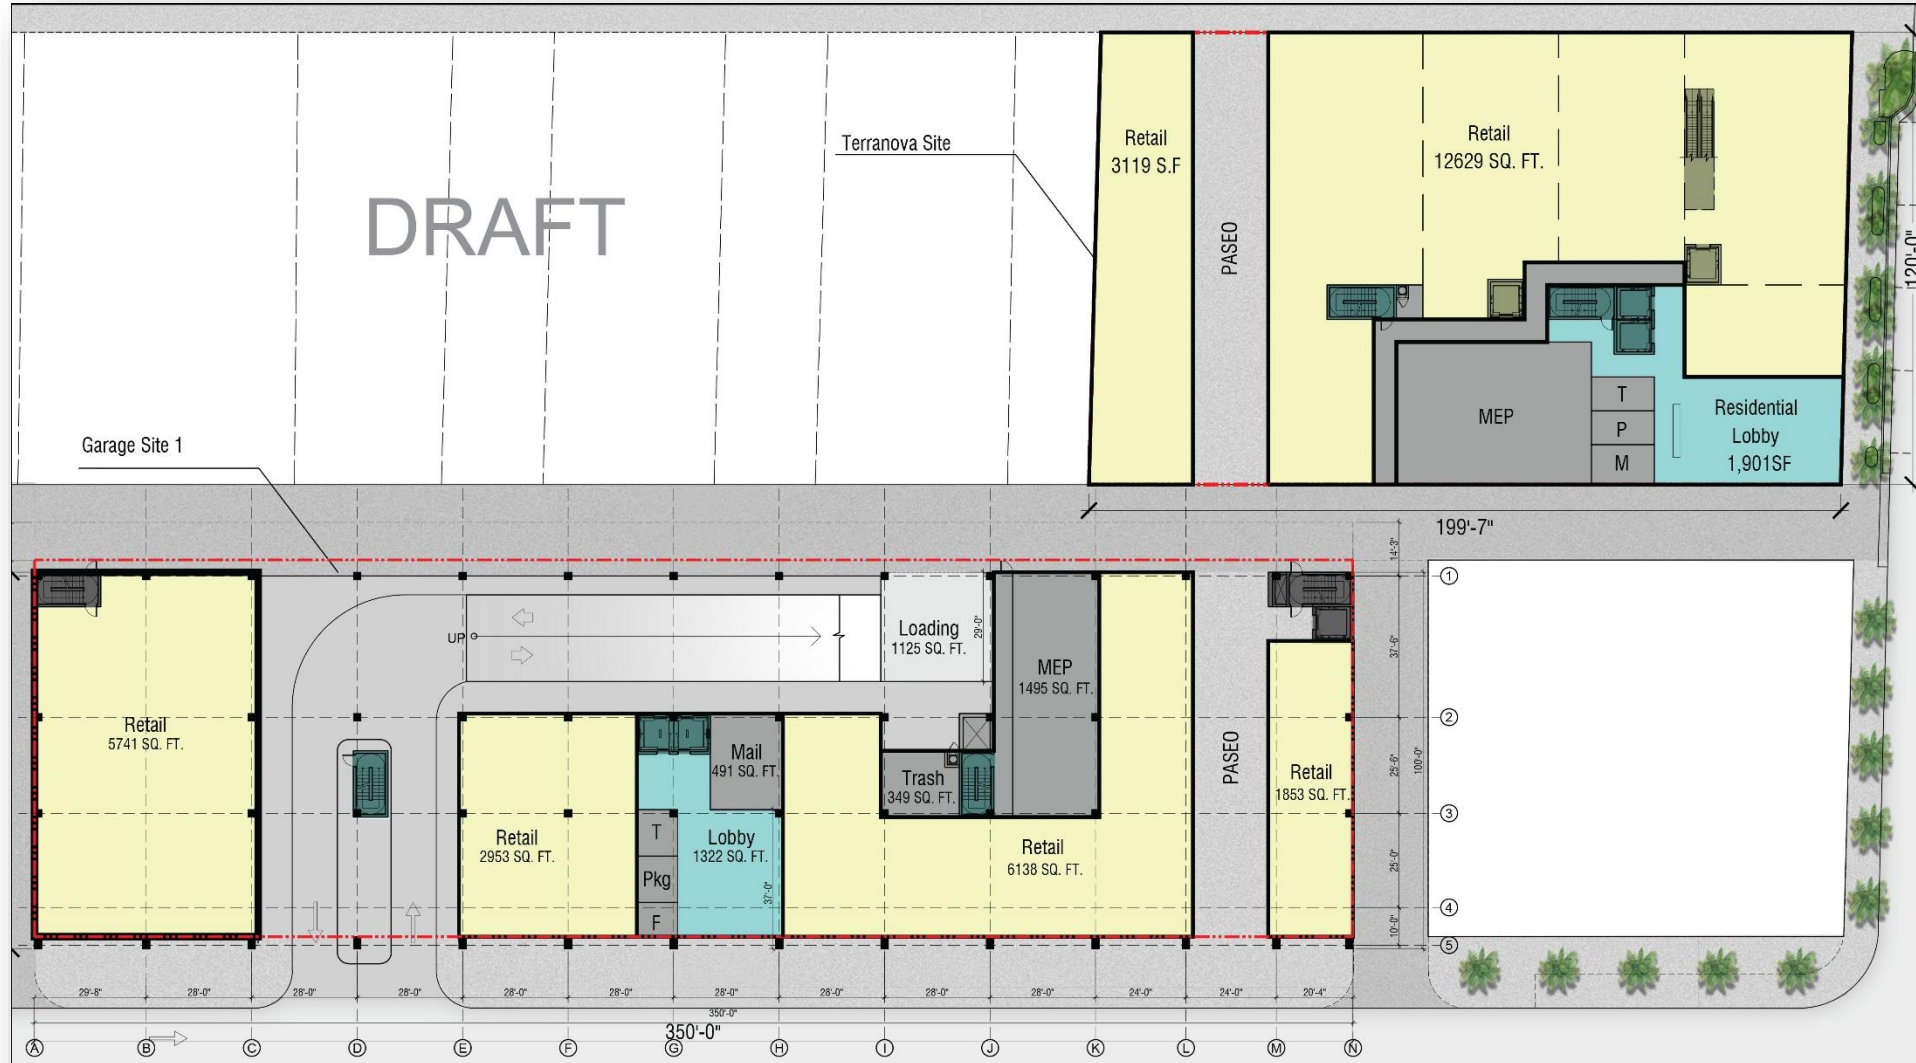 Terranova Site
DRAFT
Garage Site 1
Retail
3119 S.F
PASEO
Retail
12629 SQ. FT.
120'-0"
MEP
T
P
M
Residential
Lobby
1,901SF
199'-7"
14'-3"
1
UP
Loading
1125 SQ. FT.
29'-0"
MEP
1495 SQ. FT.
37'-6"
Retail
5741 SQ. FT.
2
Mail
491 SQ. FT.
Trash
349 SQ. FT.
PASEO
Retail
1853 SQ. FT.
25'-6"
100'-0"
3
Retail
2953 SQ. FT.
T
Pkg
F
Lobby
1322 SQ. FT.
37'-0"
Retail
6138 SQ. FT.
25'-0"
4
10'-0"
5
29'-8" 28'-0" 28'-0" 28'-0" 28'-0" 28'-0" 28'-0" 28'-0" 28'-0" 28'-0" 24'-0" 24'-0" 20'-4"
350'-0"
350'-0"
A B C D E F G H I J K L M N